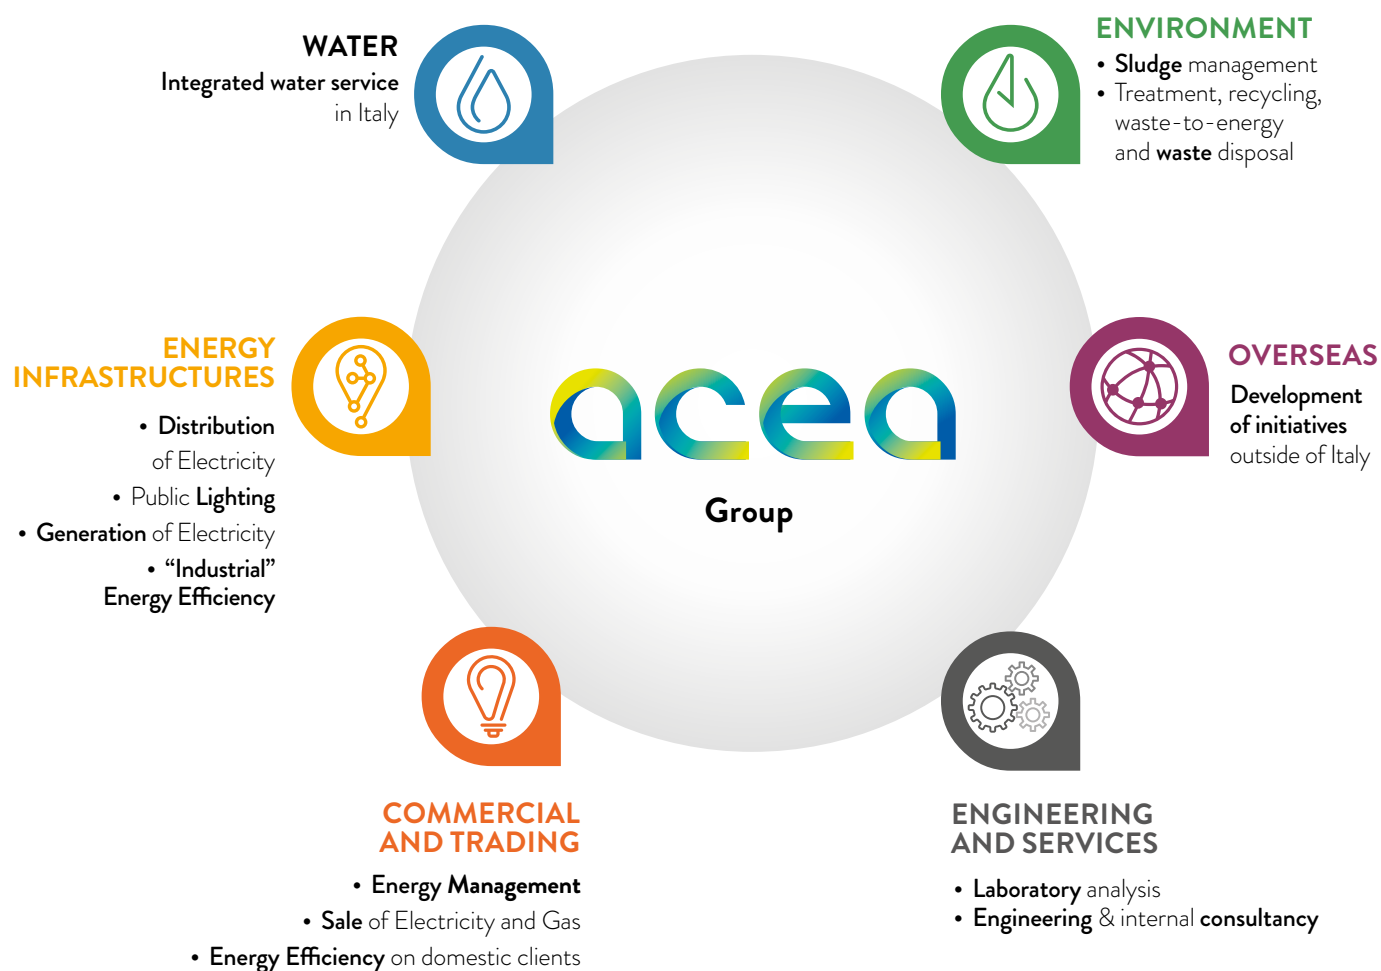 WATER
Integrated water service
in Italy
ENVIRONMENT
• Sludge management
• Treatment, recycling,
waste-to-energy
and waste disposal
ENERGY
INFRASTRUCTURES
• Distribution
of Electricity
• Public Lighting
• Generation of Electricity
• “Industrial”
Energy Efficiency
acea
Group
OVERSEAS
Development
of initiatives
outside of Italy
COMMERCIAL
AND TRADING
• Energy Management
• Sale of Electricity and Gas
• Energy Efficiency on domestic clients
ENGINEERING
AND SERVICES
• Laboratory analysis
• Engineering & internal consultancy